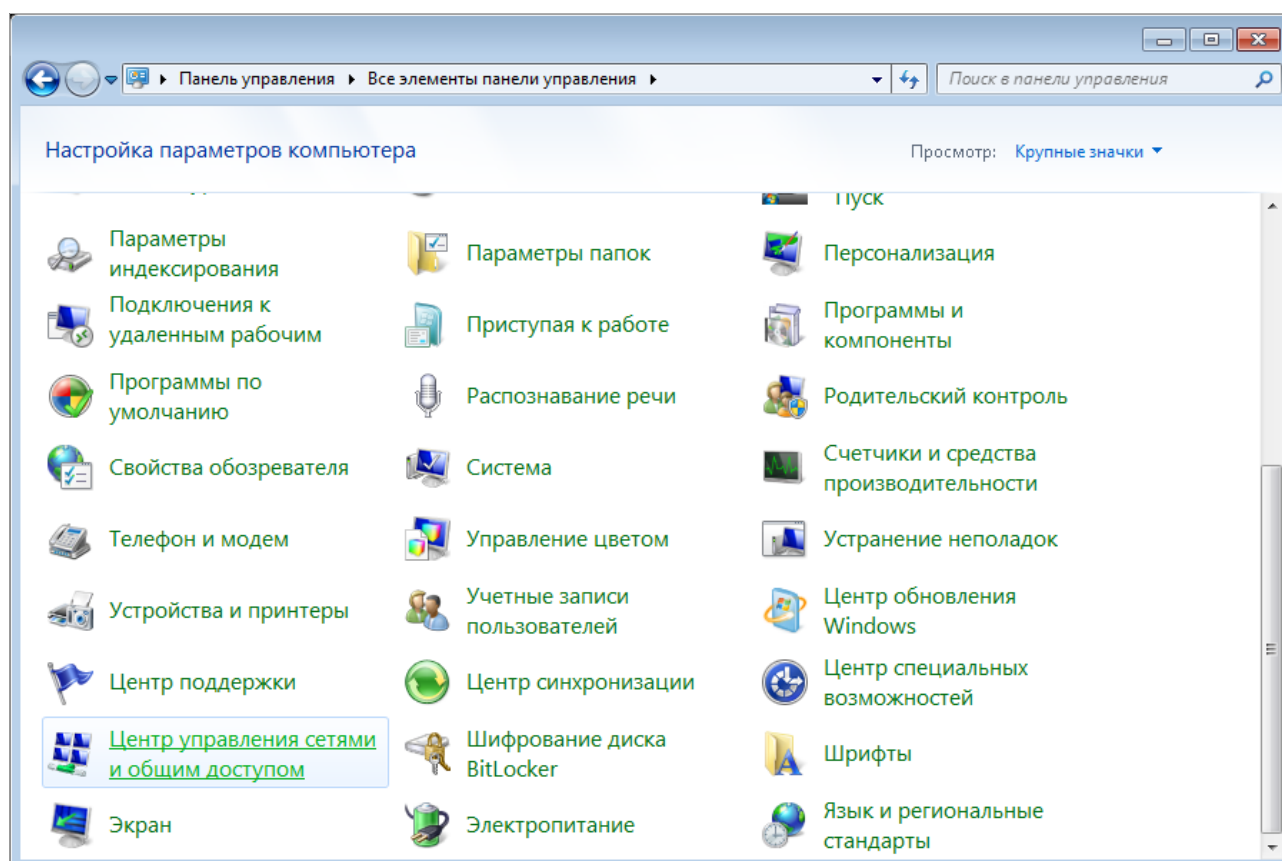 Панель управления
Все элементы панели управления
Поиск в панели управления
Настройка параметров компьютера
Просмотр:
Крупные значки
Пуск
Параметры
индексирования
Параметры папок
Персонализация
Подключения к
удаленным рабочим
Приступая к работе
Программы и
компоненты
Программы по
умолчанию
Распознавание речи
Родительский контроль
Свойства обозревателя
Система
Счетчики и средства
производительности
Телефон и модем
Управление цветом
Устранение неполадок
Устройства и принтеры
Учетные записи
пользователей
Центр обновления
Windows
Центр поддержки
Центр синхронизации
Центр специальных
возможностей
Центр управления сетями
и общим доступом
Шифрование диска
BitLocker
Шрифты
Экран
Электропитание
Язык и региональные
стандарты